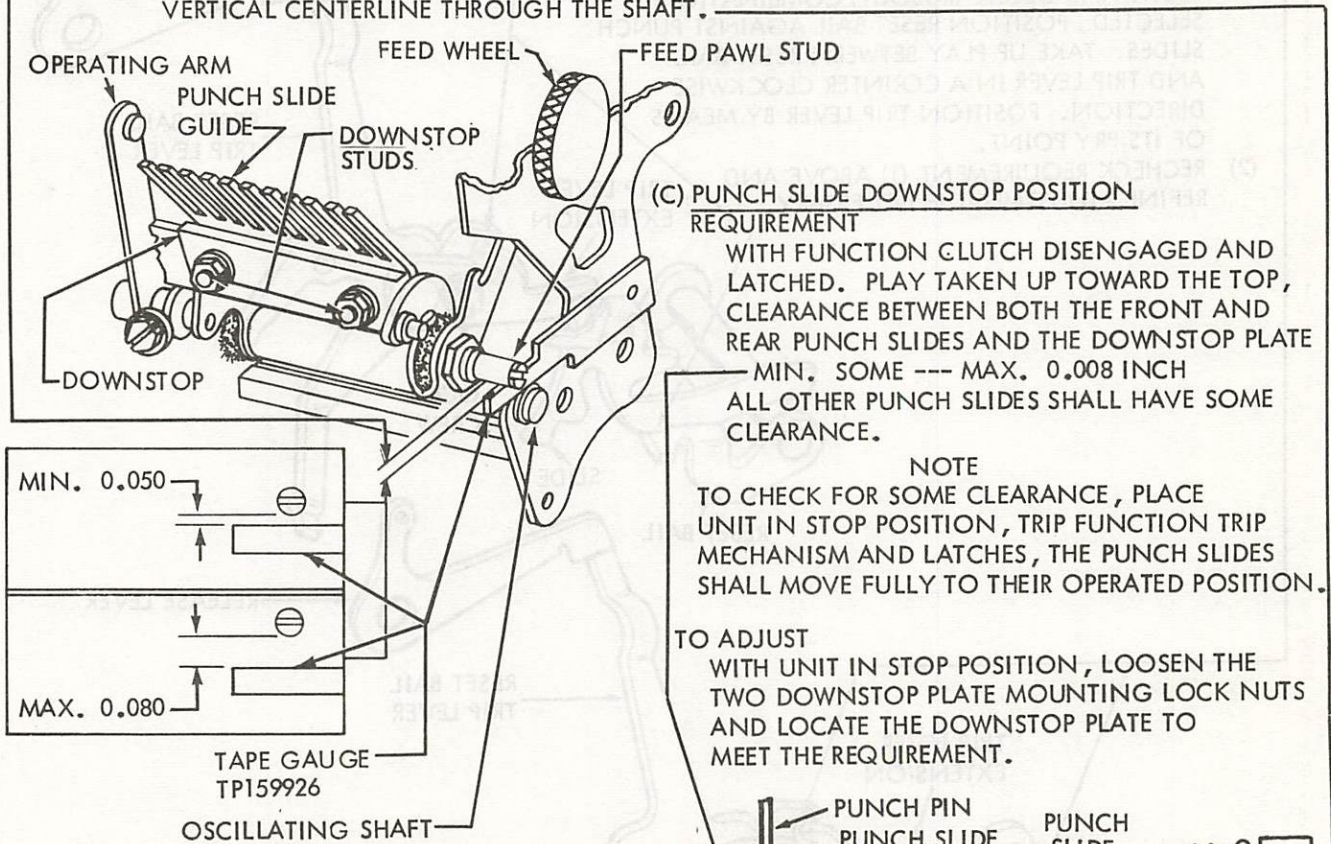 VERTICAL CENTERLINE THROUGH THE SHAFT.
FEED WHEEL
FEED PAWL STUD
OPERATING ARM
PUNCH SLIDE
GUIDE
DOWNSTOP
STUDS
DOWNSTOP
(C) PUNCH SLIDE DOWNSTOP POSITION
REQUIREMENT
WITH FUNCTION CLUTCH DISENGAGED AND
LATCHED. PLAY TAKEN UP TOWARD THE TOP,
CLEARANCE BETWEEN BOTH THE FRONT AND
REAR PUNCH SLIDES AND THE DOWNSTOP PLATE
MIN. SOME --- MAX. 0.008 INCH
ALL OTHER PUNCH SLIDES SHALL HAVE SOME
CLEARANCE.
NOTE
TO CHECK FOR SOME CLEARANCE, PLACE
UNIT IN STOP POSITION, TRIP FUNCTION TRIP
MECHANISM AND LATCHES, THE PUNCH SLIDES
SHALL MOVE FULLY TO THEIR OPERATED POSITION.
TO ADJUST
WITH UNIT IN STOP POSITION, LOOSEN THE
TWO DOWNSTOP PLATE MOUNTING LOCK NUTS
AND LOCATE THE DOWNSTOP PLATE TO
MEET THE REQUIREMENT.
MIN. 0.050
MAX. 0.080
TAPE GAUGE
TP159926
OSCILLATING SHAFT
PUNCH PIN
PUNCH SLIDE
PUNCH
SLIDE